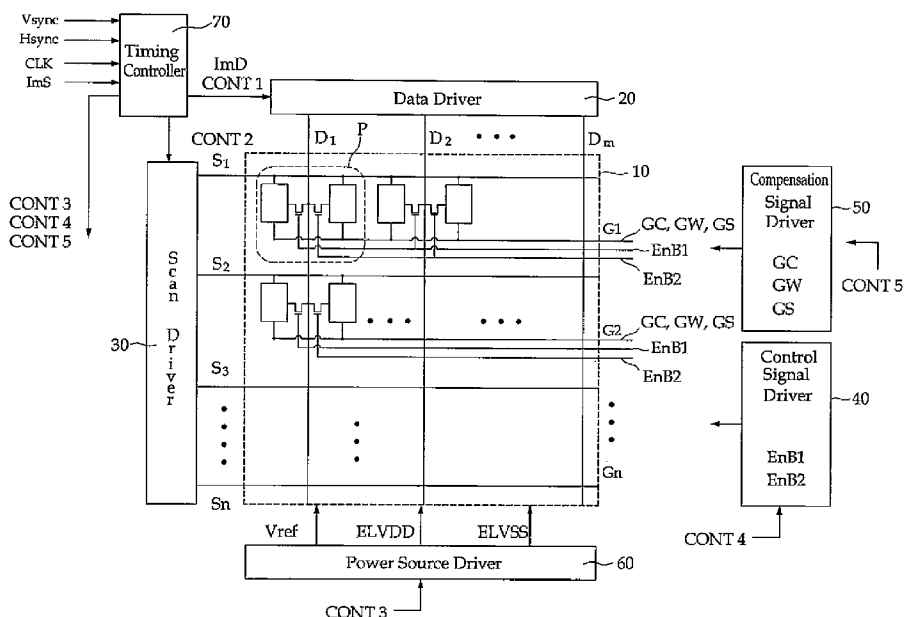 Vsync
Hsync
CLK
ImS
70
Timing
Controller
ImD
CONT 1
Data Driver
20
CONT 2
D1
P
D2
Dm
S1
10
CONT 3
CONT 4
CONT 5
Compensation
Signal
Driver
GC
GW
GS
50
CONT 5
G1
GC, GW, GS
EnB1
EnB2
S2
Scan Driver
30
G2
GC, GW, GS
EnB1
EnB2
S3
Control
Signal
Driver
EnB1
EnB2
40
Gn
Sn
Vref
ELVDD
ELVSS
CONT 4
Power Source Driver
60
CONT 3